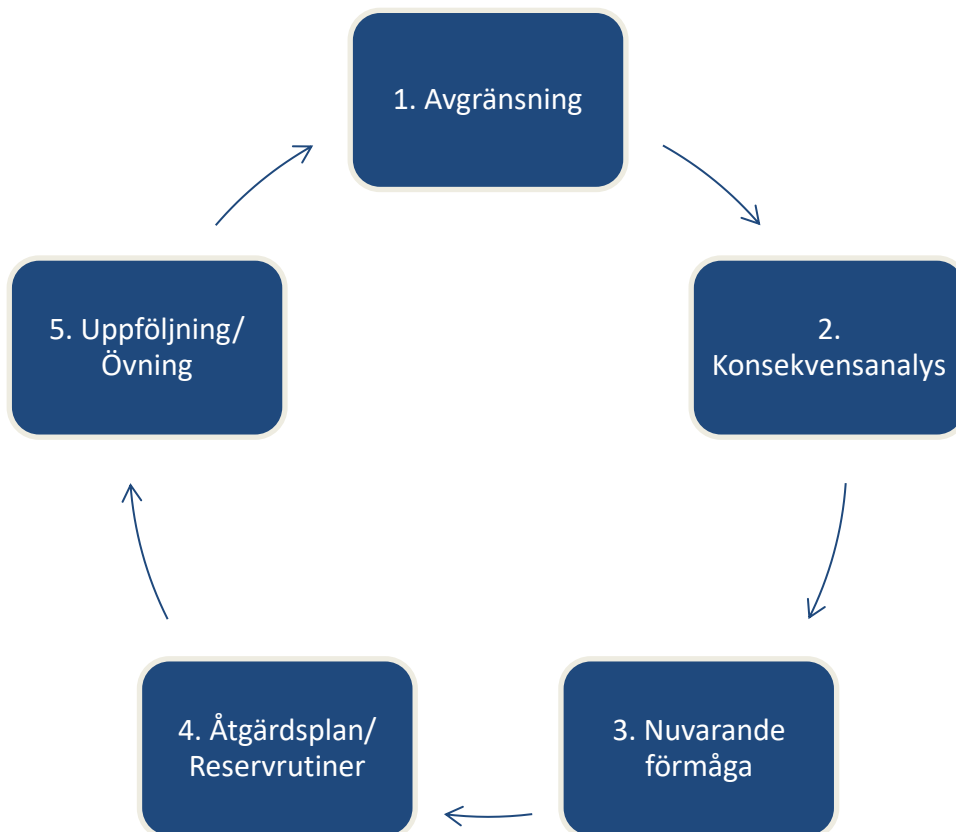 1. Avgränsning
2.
Konsekvensanalys
3. Nuvarande
förmåga
4. Åtgärdsplan/
Reservrutiner
5. Uppföljning/
Övning